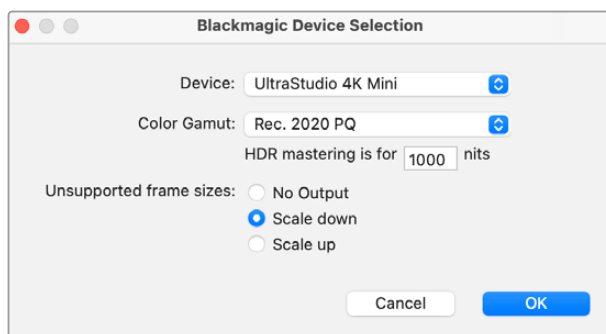 Blackmagic Device Selection
Device: UltraStudio 4K Mini
Color Gamut: Rec. 2020 PQ
HDR mastering is for 1000 nits
Unsupported frame sizes: No Output
Scale down
Scale up
Cancel OK